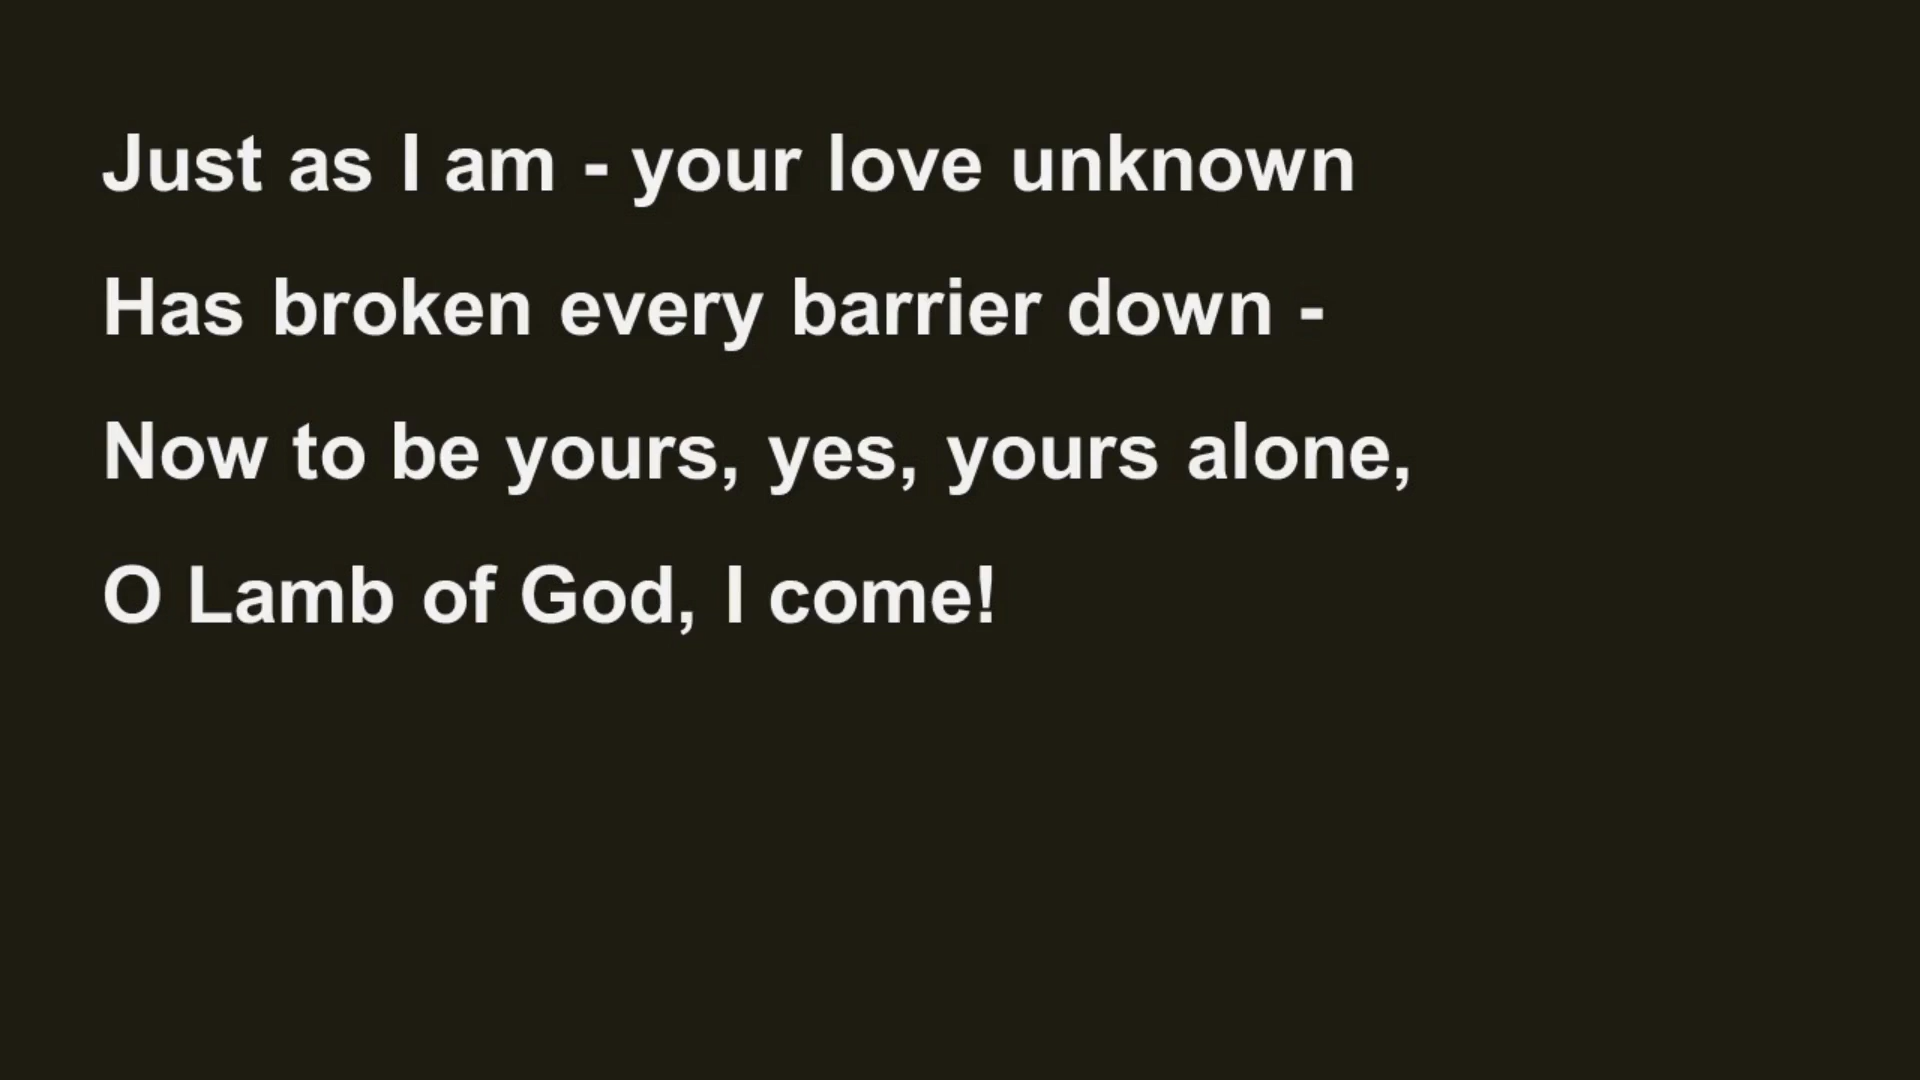 Just as I am - your love unknown
Has broken every barrier down -
Now to be yours, yes, yours alone,
O Lamb of God, I come!